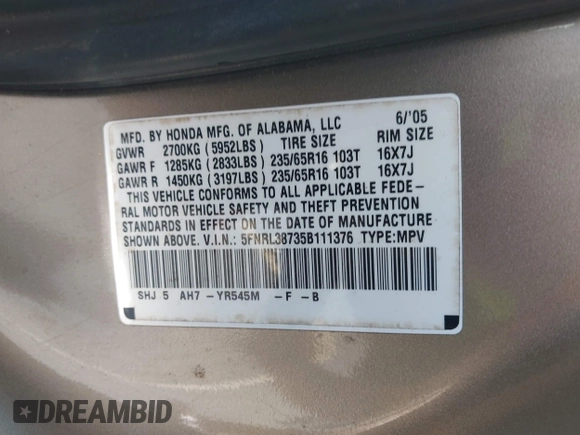 MFD. BY HONDA MFG. OF ALABAMA, LLC 6/'05
GVWR 2700KG (5952LBS) TIRE SIZE RIM SIZE
GAWR F 1285KG (2833LBS) 235/65R16 103T 16X7J
GAWR R 1450KG (3197LBS) 235/65R16 103T 16X7J
THIS VEHICLE CONFORMS TO ALL APPLICABLE FEDE-
RAL MOTOR VEHICLE SAFETY AND THEFT PREVENTION
STANDARDS IN EFFECT ON THE DATE OF MANUFACTURE
SHOWN ABOVE. V.I.N.: 5FNRL38735B111376 TYPE:MPV
SHJ 5 AH7 - YR545M - F - B
DREAMBID